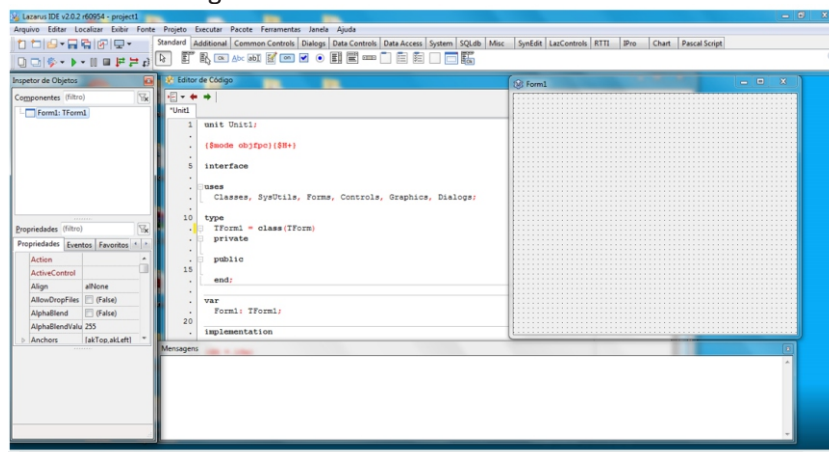 Lazarus IDE v2.0.2 r60954 - project1
Arquivo Editar Localizar Exibir Fonte Projeto Executar Pacote Ferramentas Janela Ajuda
Standard Additional Common Controls Dialogs Data Controls Data Access System SQLdb Misc SynEdit LazControls RTTI IPro Chart Pascal Script
Ok Abc abI ON
Inspetor de Objetos
Componentes (filtro)
Form1: TForm1
Propriedades (filtro)
Propriedades Eventos Favoritos
Action
ActiveControl
Align alNone
AllowDropFiles (False)
AlphaBlend (False)
AlphaBlendValu 255
Anchors [akTop,akLeft]
Editor de Código
*Unit1
1 unit Unit1;
{$mode objfpc}{$H+}
5 interface
uses
Classes, SysUtils, Forms, Controls, Graphics, Dialogs;
10 type
TForm1 = class(TForm)
private
public
15
end;
var
Form1: TForm1;
20
implementation
Form1
Mensagens